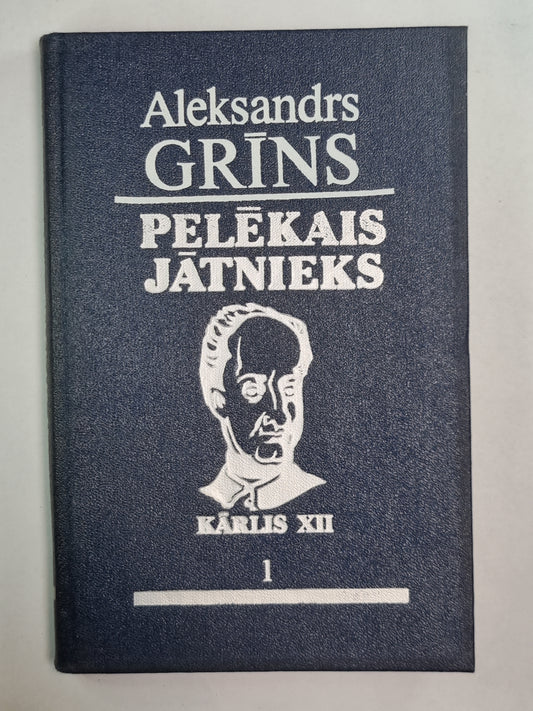 Aleksandrs
GRĪNS
PELĒKAIS
JĀTNIEKS
KĀRLIS XII
1